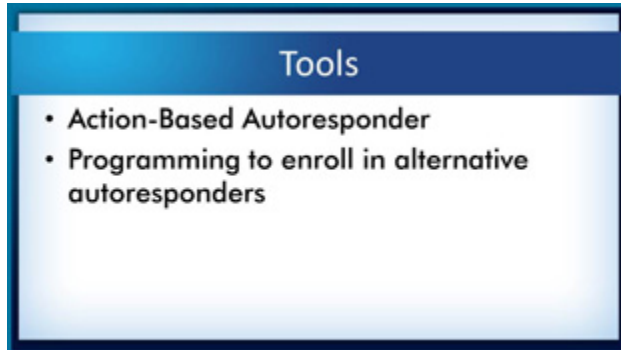 Tools
• Action-Based Autoresponder
• Programming to enroll in alternative
autoresponders